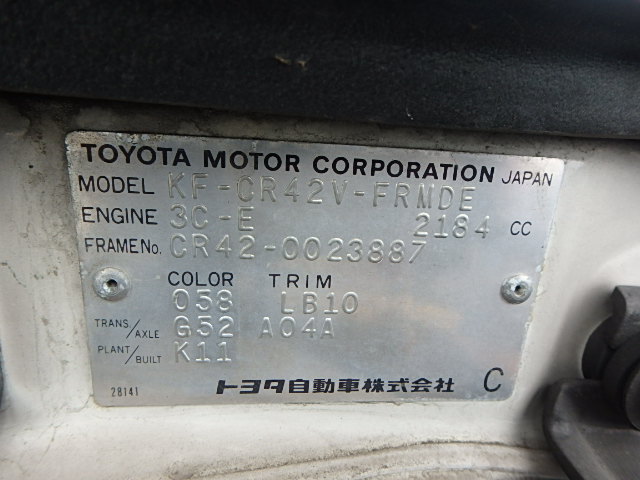 TOYOTA MOTOR CORPORATION JAPAN
MODEL KF-CR42V-FRMDE
ENGINE 3C-E 2184 CC
FRAME No. CR42-0023887
COLOR TRIM
058 LB10
TRANS/AXLE G52 A04A
PLANT/BUILT K11
28141 トヨタ自動車株式会社 C